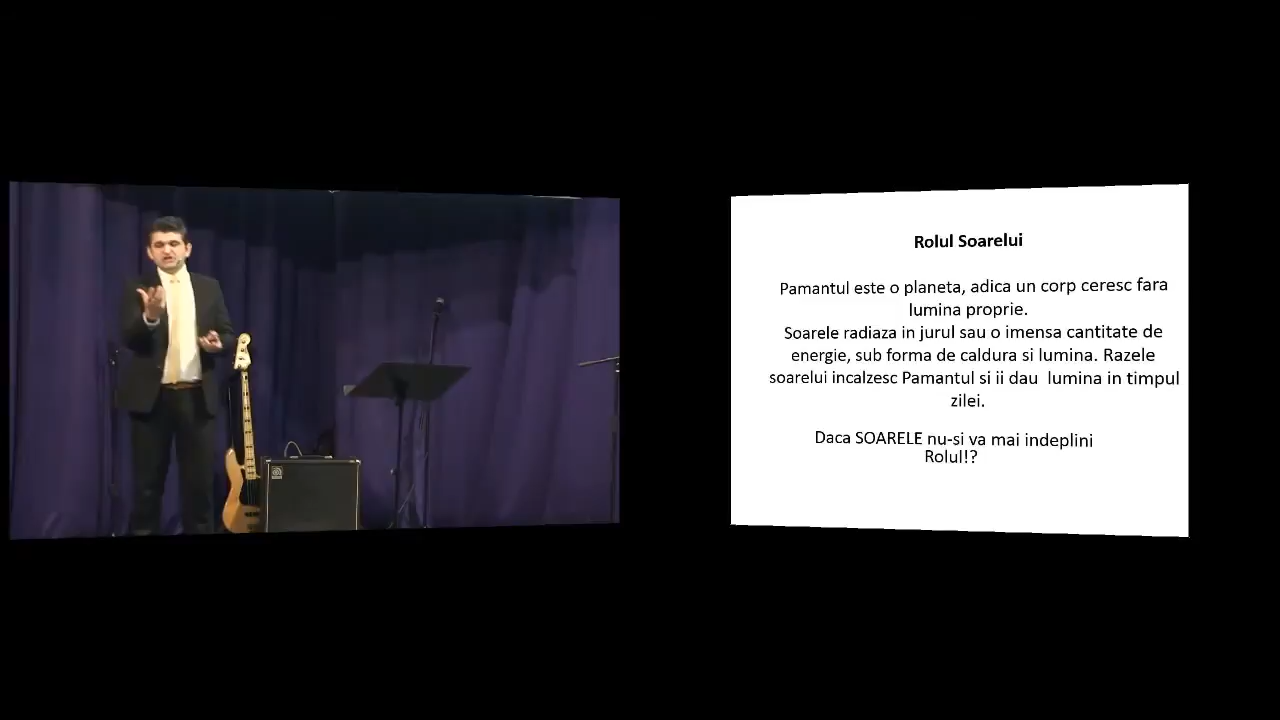 Rolul Soarelui
Pamantul este o planeta, adica un corp ceresc fara
lumina proprie.
Soarele radiaza in jurul sau o imensa cantitate de
energie, sub forma de caldura si lumina. Razele
soarelui incalzesc Pamantul si ii dau lumina in timpul
zilei.
Daca SOARELE nu-si va mai indeplini
Rolul!?